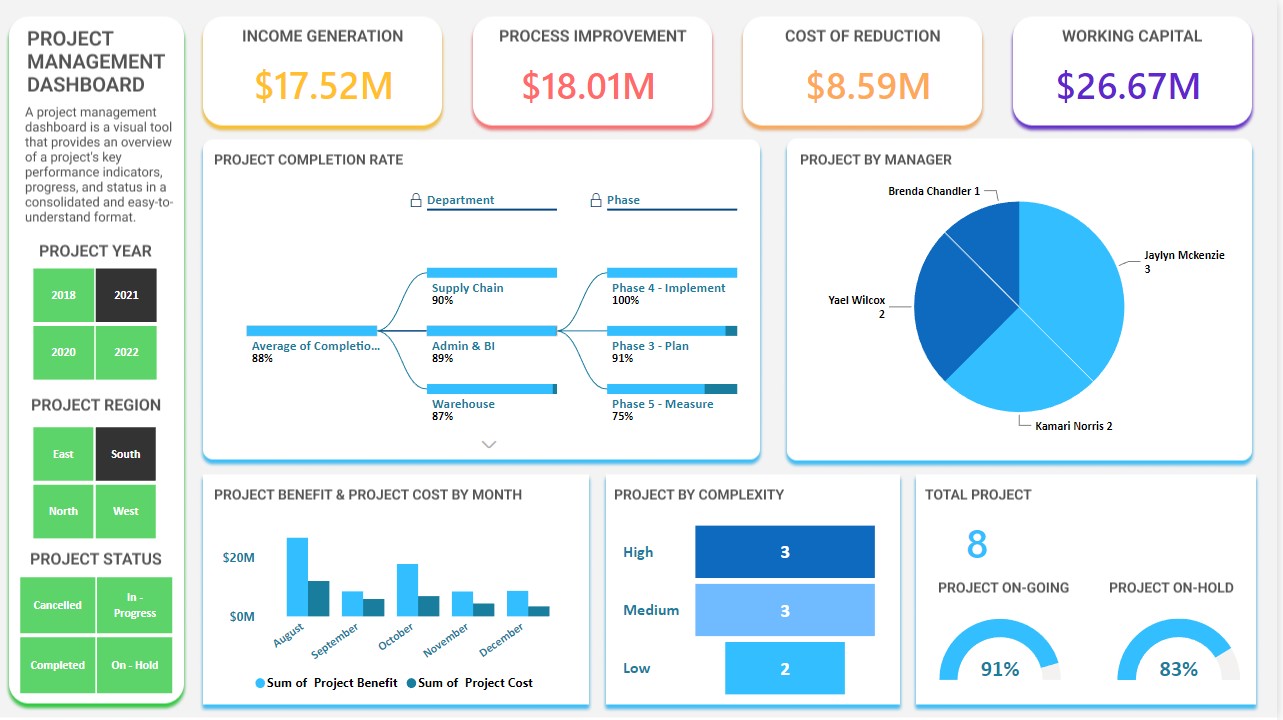 PROJECT
MANAGEMENT
DASHBOARD
A project management
dashboard is a visual tool
that provides an overview
of a project's key
performance indicators,
progress, and status in a
consolidated and easy-to-
understand format.
PROJECT YEAR
2018
2021
2020
2022
PROJECT REGION
East
South
North
West
PROJECT STATUS
Cancelled
In -
Progress
Completed
On - Hold
INCOME GENERATION
$17.52M
PROCESS IMPROVEMENT
$18.01M
COST OF REDUCTION
$8.59M
WORKING CAPITAL
$26.67M
PROJECT COMPLETION RATE
Department
Phase
Average of Completio...
88%
Supply Chain
90%
Admin & BI
89%
Warehouse
87%
Phase 4 - Implement
100%
Phase 3 - Plan
91%
Phase 5 - Measure
75%
PROJECT BY MANAGER
Brenda Chandler 1
Jaylyn Mckenzie
3
Yael Wilcox
2
Kamari Norris 2
PROJECT BENEFIT & PROJECT COST BY MONTH
$20M
$0M
August
September
October
November
December
Sum of Project Benefit
Sum of Project Cost
PROJECT BY COMPLEXITY
High
3
Medium
3
Low
2
TOTAL PROJECT
8
PROJECT ON-GOING
91%
PROJECT ON-HOLD
83%